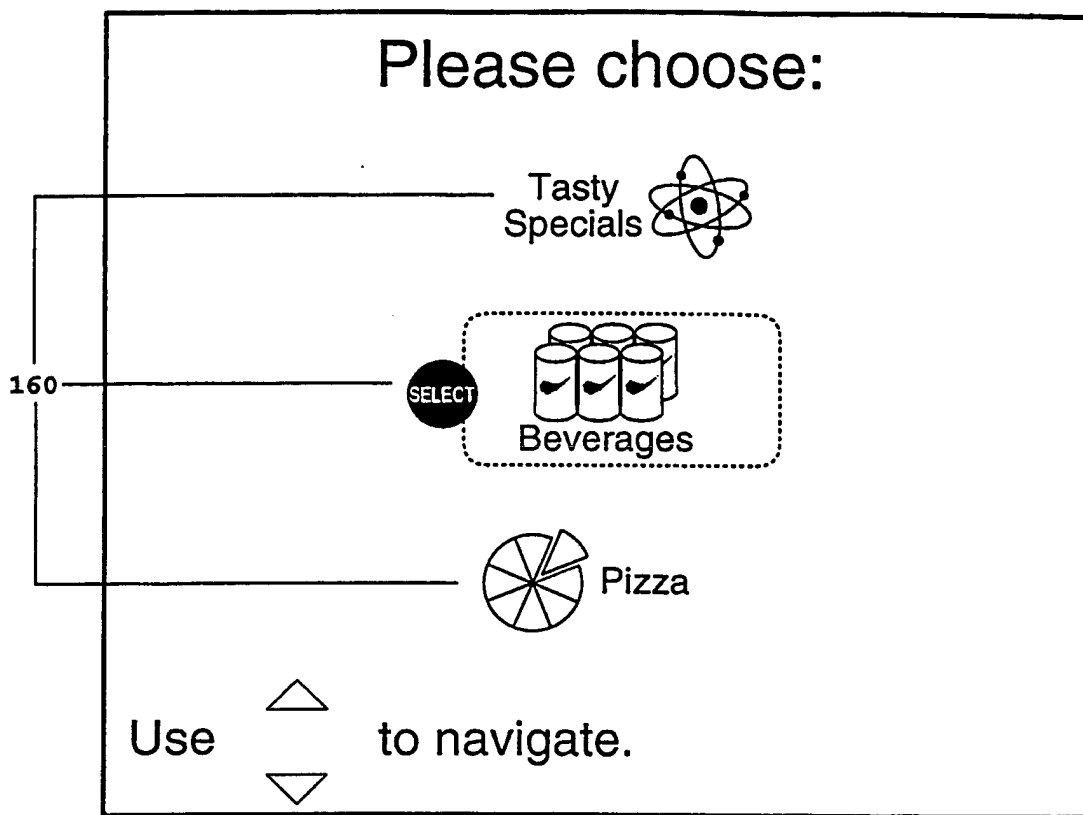 Please choose:
Tasty
Specials
160
SELECT
Beverages
Pizza
Use to navigate.